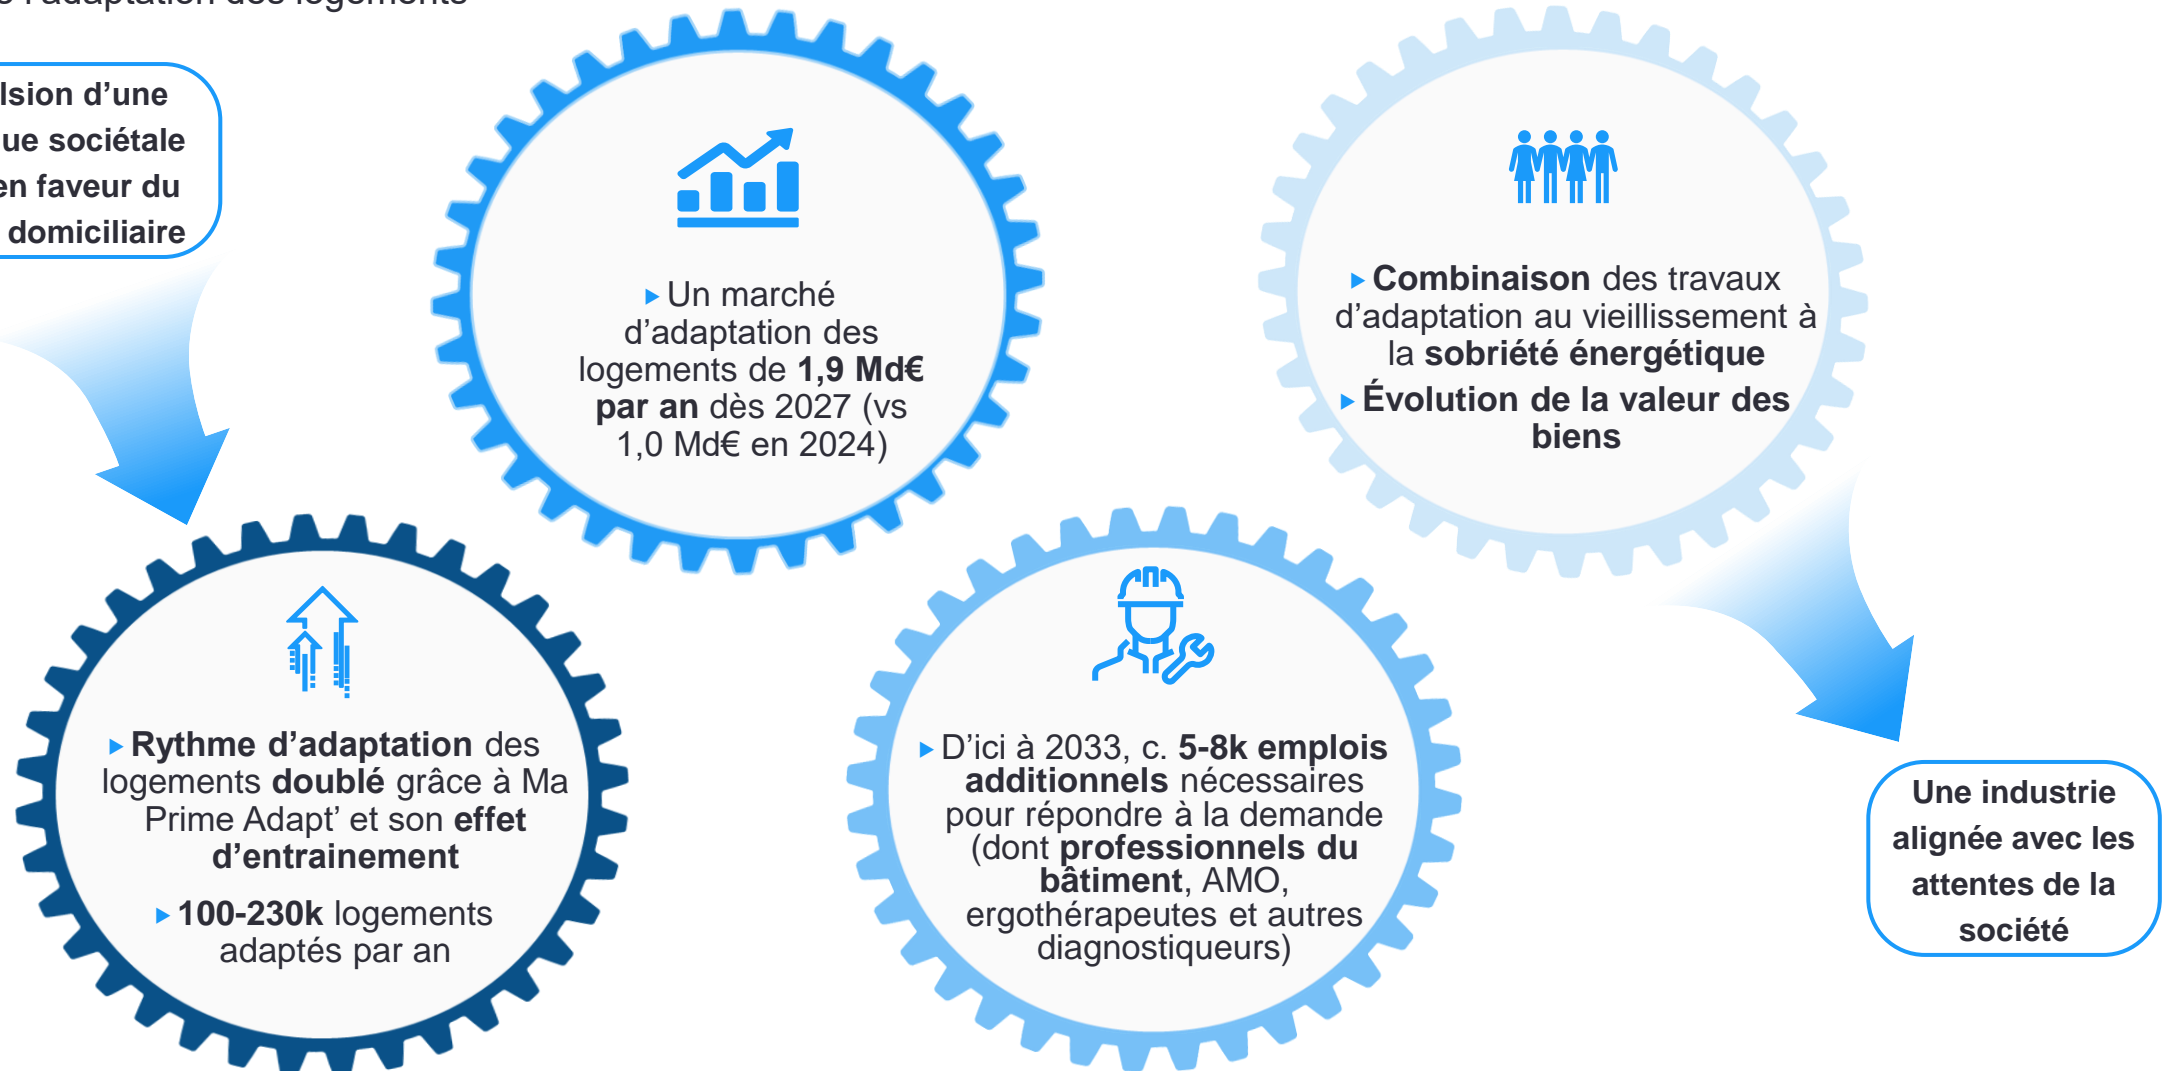 l'adaptation des logements
d'une
sociétale
en faveur du
domiciliaire
▸ Un marché
d'adaptation des
logements de 1,9 Md€
par an dès 2027 (vs
1,0 Md€ en 2024)
▸ Combinaison des travaux
d'adaptation au vieillissement à
la sobriété énergétique
▸ Évolution de la valeur des
biens
▸ Rythme d'adaptation des
logements doublé grâce à Ma
Prime Adapt' et son effet
d'entrainement
▸ 100-230k logements
adaptés par an
▸ D'ici à 2033, c. 5-8k emplois
additionnels nécessaires
pour répondre à la demande
(dont professionnels du
bâtiment, AMO,
ergothérapeutes et autres
diagnostiqueurs)
Une industrie
alignée avec les
attentes de la
société